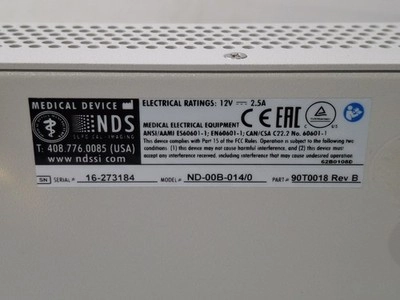 MEDICAL DEVICE
NDS
SURGICAL IMAGING
T: 408.776.0085 (USA)
www.ndssi.com
ELECTRICAL RATINGS: 12V ⎓ 2.5A
CE EAC
MEDICAL ELECTRICAL EQUIPMENT
ANSI/AAMI ES60601-1; EN60601-1; CAN/CSA C22.2 No. 60601-1
This device complies with Part 15 of the FCC Rules. Operation is subject to the following two
conditions: (1) this device may not cause harmful interference, and (2) this device must
accept any interference received, including interference that may cause undesired operation
62B0108D
SN SERIAL# 16-273184 MODEL# ND-00B-014/0 PART# 90T0018 Rev B